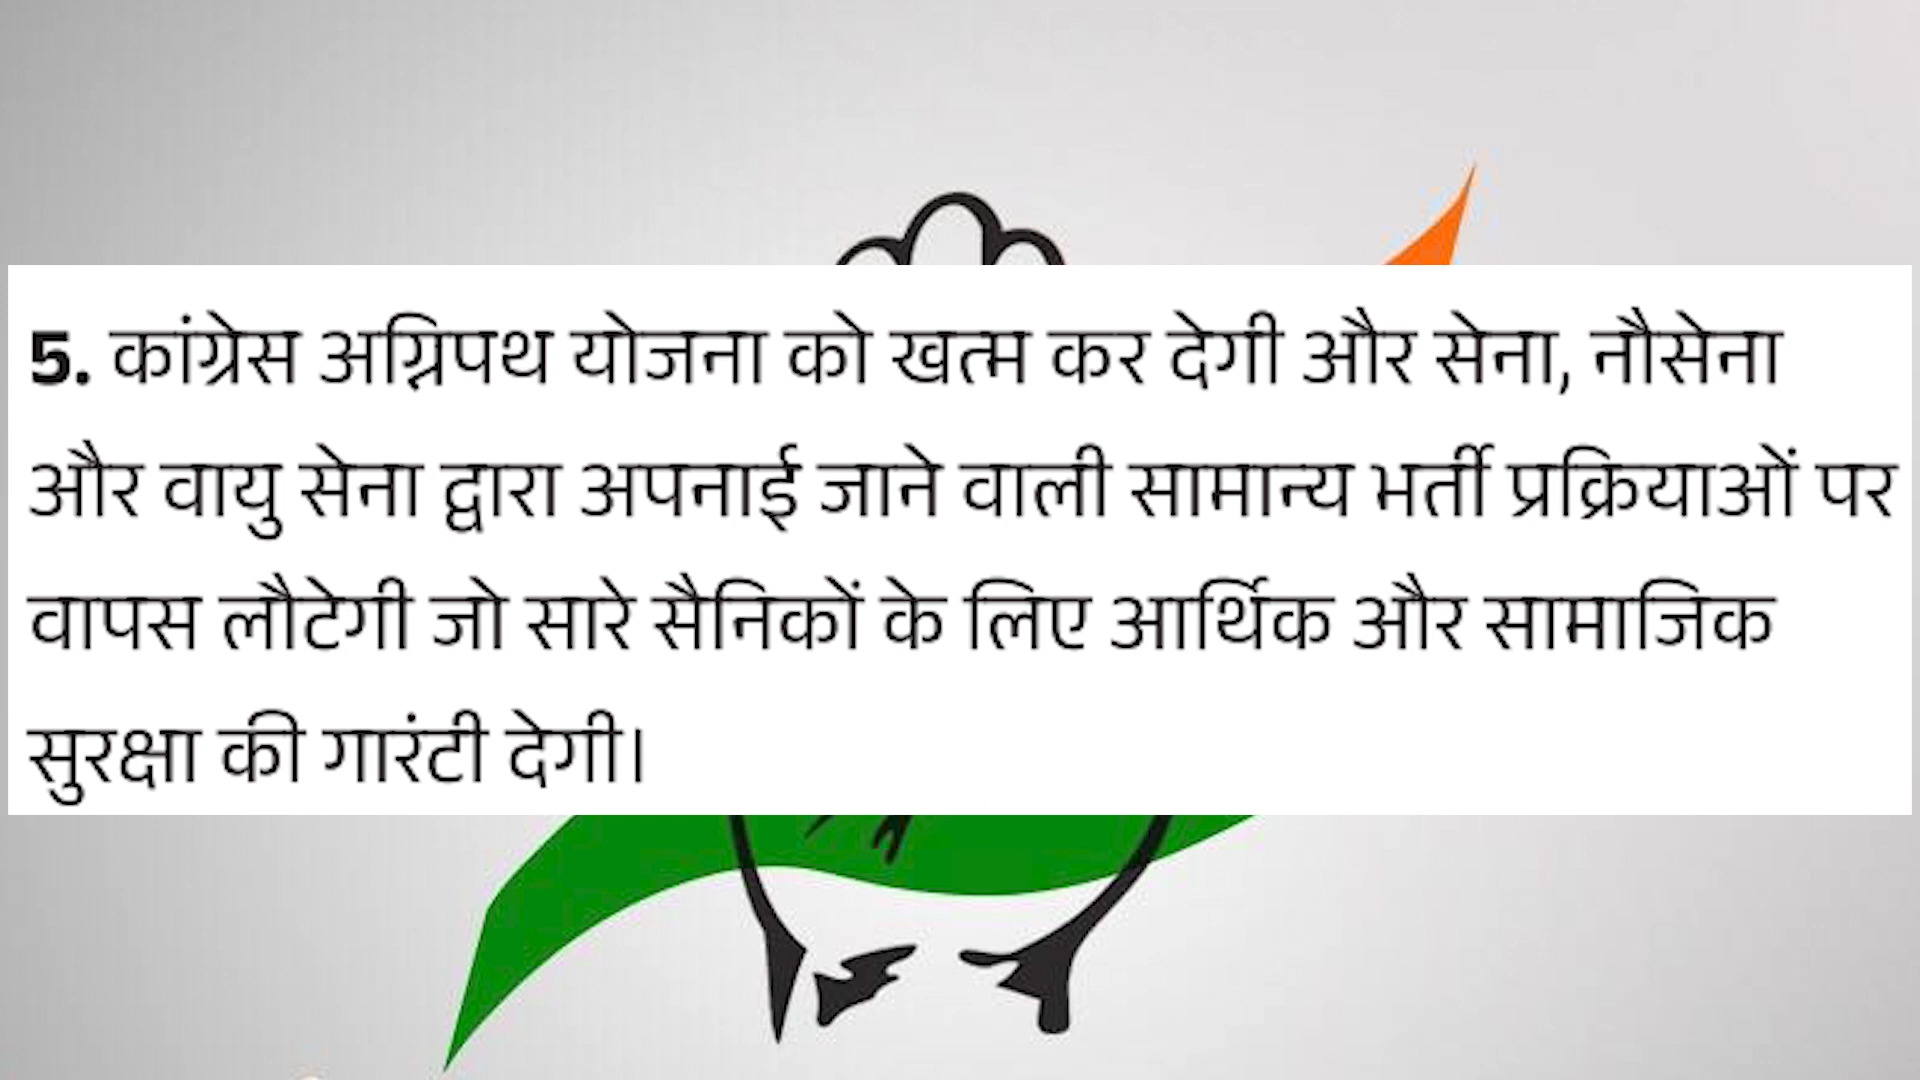 5. कांग्रेस अग्निपथ योजना को खत्म कर देगी और सेना, नौसेना
और वायु सेना द्वारा अपनाई जाने वाली सामान्य भर्ती प्रक्रियाओं पर
वापस लौटेगी जो सारे सैनिकों के लिए आर्थिक और सामाजिक
सुरक्षा की गारंटी देगी।